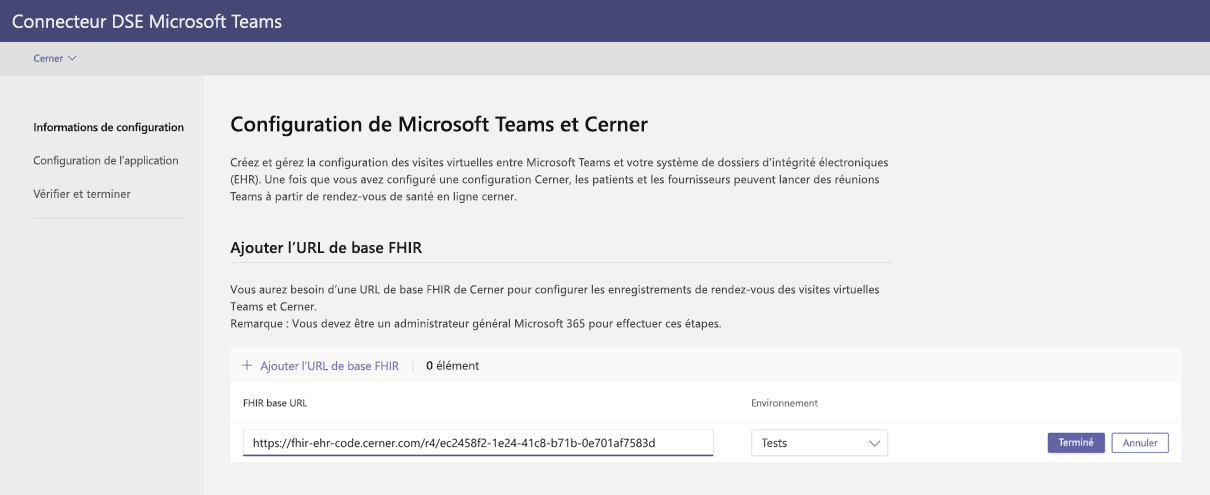 Connecteur DSE Microsoft Teams
Cerner
Informations de configuration
Configuration de l'application
Vérifier et terminer
Configuration de Microsoft Teams et Cerner
Créez et gérez la configuration des visites virtuelles entre Microsoft Teams et votre système de dossiers d'intégrité électroniques
(EHR). Une fois que vous avez configuré une configuration Cerner, les patients et les fournisseurs peuvent lancer des réunions
Teams à partir de rendez-vous de santé en ligne cerner.
Ajouter l'URL de base FHIR
Vous aurez besoin d'une URL de base FHIR de Cerner pour configurer les enregistrements de rendez-vous des visites virtuelles
Teams et Cerner.
Remarque : Vous devez être un administrateur général Microsoft 365 pour effectuer ces étapes.
+ Ajouter l'URL de base FHIR 0 élément
FHIR base URL Environnement
https://fhir-ehr-code.cerner.com/r4/ec2458f2-1e24-41c8-b71b-0e701af7583d Tests Terminé Annuler